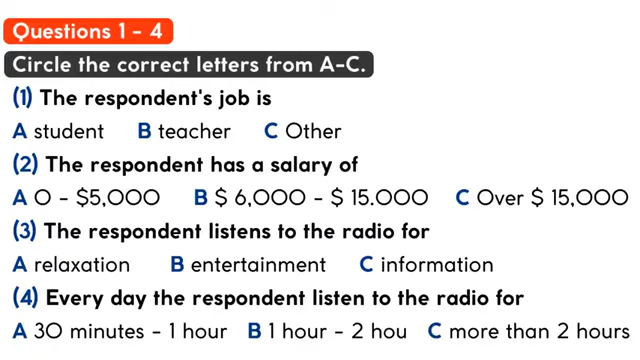 Questions 1 - 4
Circle the correct letters from A-C.
(1) The respondent's job is
A student B teacher C Other
(2) The respondent has a salary of
A 0 - $5,000 B $ 6,000 - $ 15.000 C Over $ 15,000
(3) The respondent listens to the radio for
A relaxation B entertainment C information
(4) Every day the respondent listen to the radio for
A 30 minutes - 1 hour B 1 hour - 2 hou C more than 2 hours